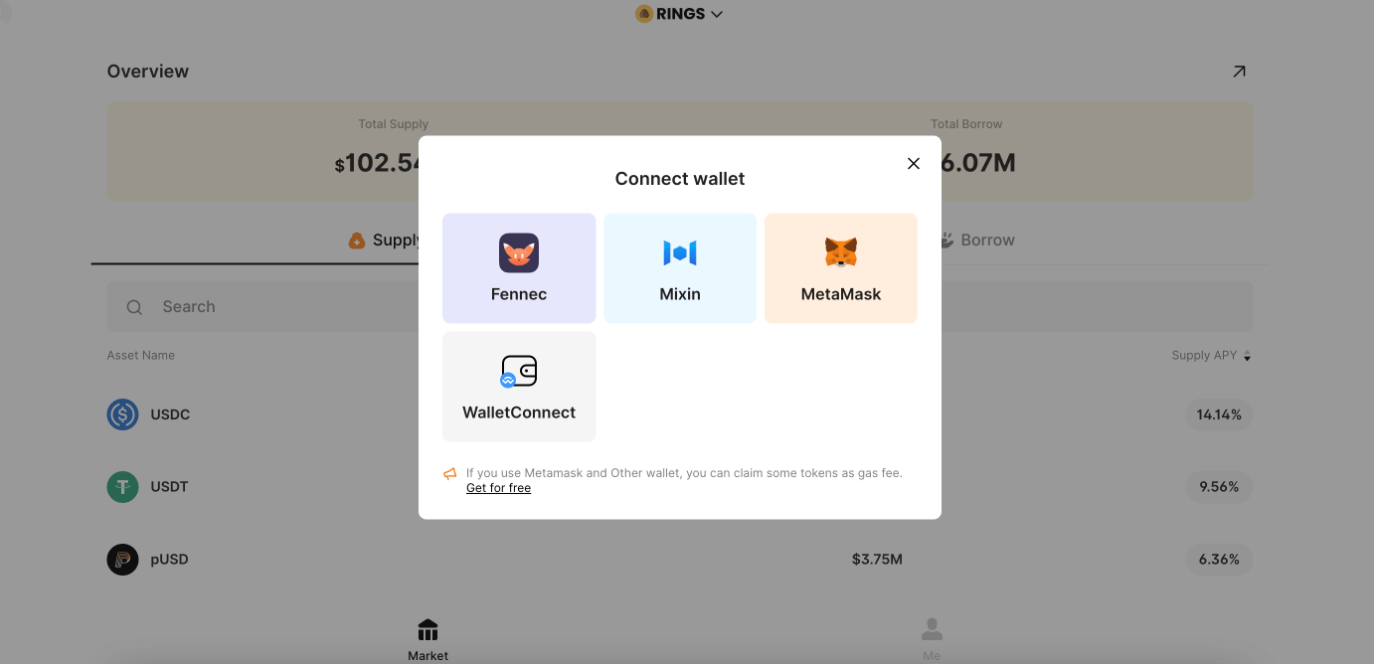 RINGS
Overview
Total Supply
Total Borrow
$102.54
6.07M
Connect wallet
Supply
Borrow
Fennec
Mixin
MetaMask
Search
Asset Name
Supply APY
WalletConnect
USDC
14.14%
If you use Metamask and Other wallet, you can claim some tokens as gas fee.
Get for free
USDT
9.56%
pUSD
$3.75M
6.36%
Market
Me